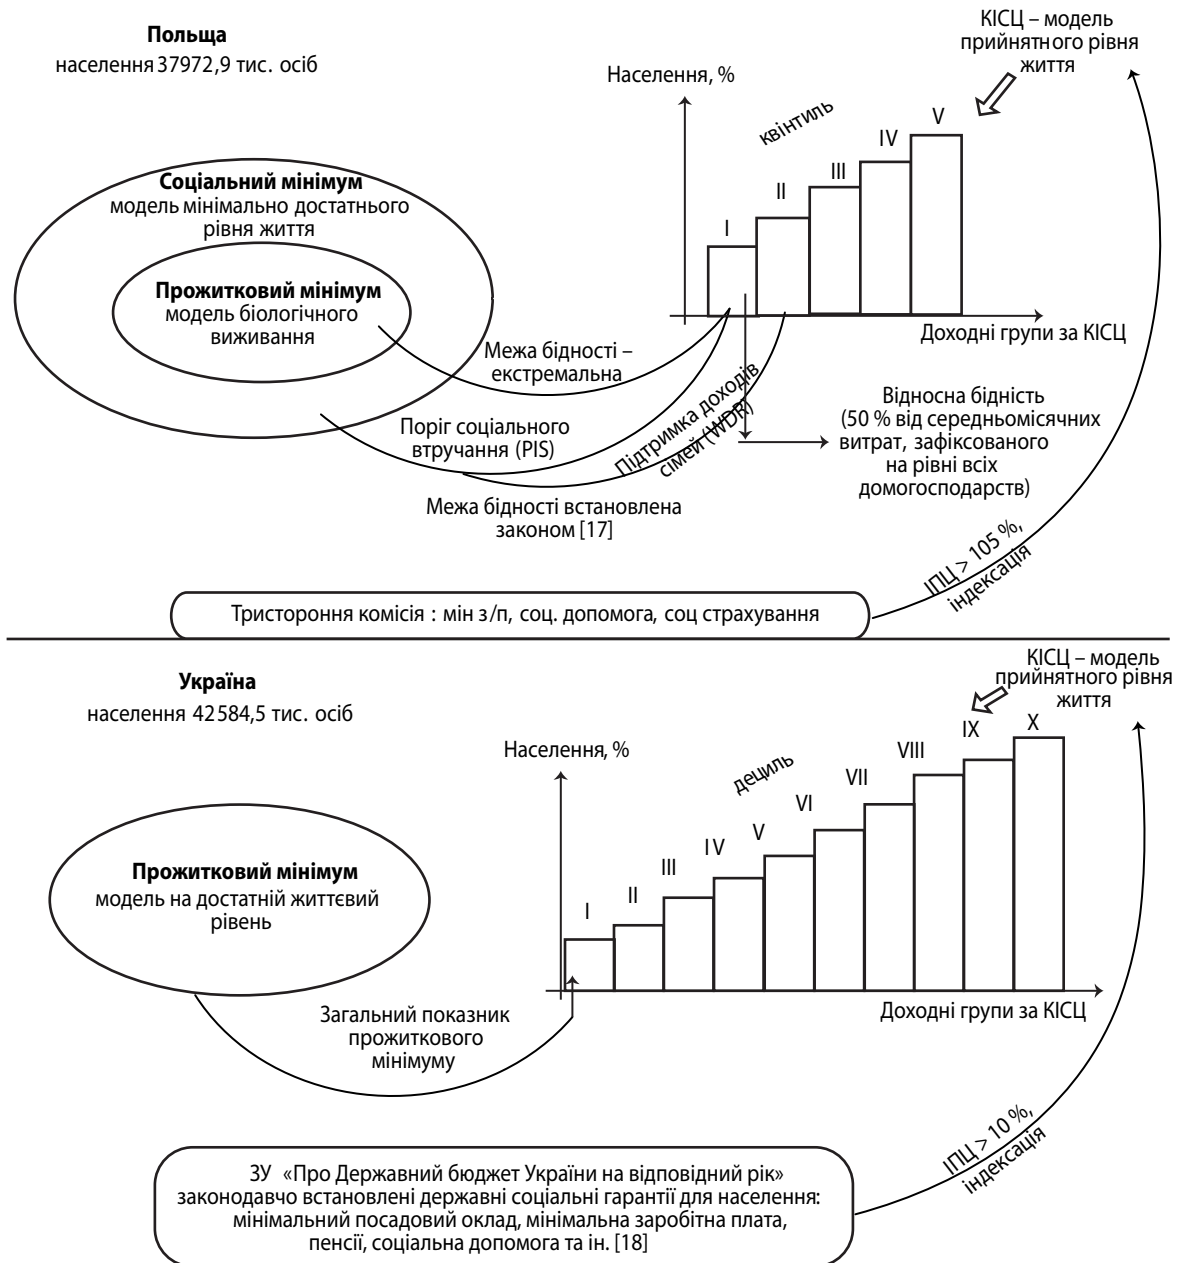 Польща
населення 37972,9 тис. осіб
КІСЦ – модель
прийнятного рівня
життя
Населення, %
квінтиль
I
II
III
IV
V
Доходні групи за КІСЦ
Соціальний мінімум
модель мінімально достатнього
рівня життя
Прожитковий мінімум
модель біологічного
виживання
Межа бідності –
екстремальна
Поріг соціального
втручання (PIS)
Підтримка доходів
сімей (WDR)
Межа бідності встановлена
законом [17]
Відносна бідність
(50 % від середньомісячних
витрат, зафіксованого
на рівні всіх
домогосподарств)
ІПЦ > 105 %,
індексація
Тристороння комісія : мін з/п, соц. допомога, соц страхування
Україна
населення 42584,5 тис. осіб
КІСЦ – модель
прийнятного рівня
життя
Населення, %
дециль
I
II
III
IV
V
VI
VII
VIII
IX
X
Доходні групи за КІСЦ
Прожитковий мінімум
модель на достатній життєвий
рівень
Загальний показник
прожиткового
мінімуму
ІПЦ > 10 %,
індексація
ЗУ «Про Державний бюджет України на відповідний рік»
законодавчо встановлені державні соціальні гарантії для населення:
мінімальний посадовий оклад, мінімальна заробітна плата,
пенсії, соціальна допомога та ін. [18]